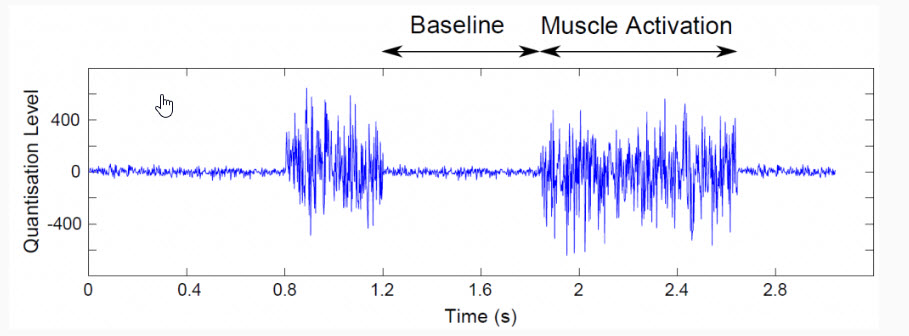 Baseline Muscle Activation
Quantisation Level
400
0
-400
0 0.4 0.8 1.2 1.6 2 2.4 2.8
Time (s)